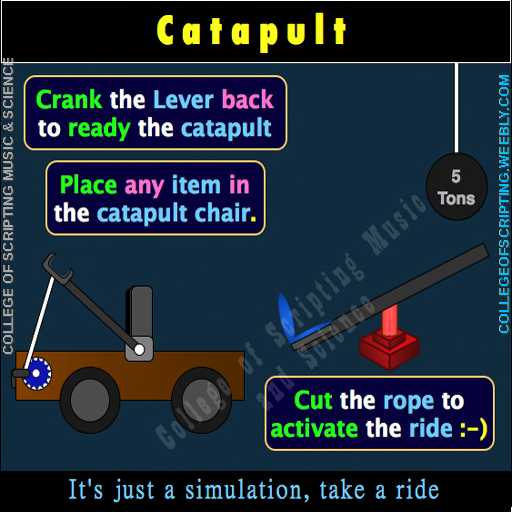 Catapult
COLLEGE OF SCRIPTING MUSIC & SCIENCE
COLLEGEOFSCRIPTING.WEEBLY.COM
Crank the Lever back
to ready the catapult
5
Tons
Place any item in
the catapult chair.
College of Scripting Music
and Science
Cut the rope to
activate the ride :-)
It's just a simulation, take a ride